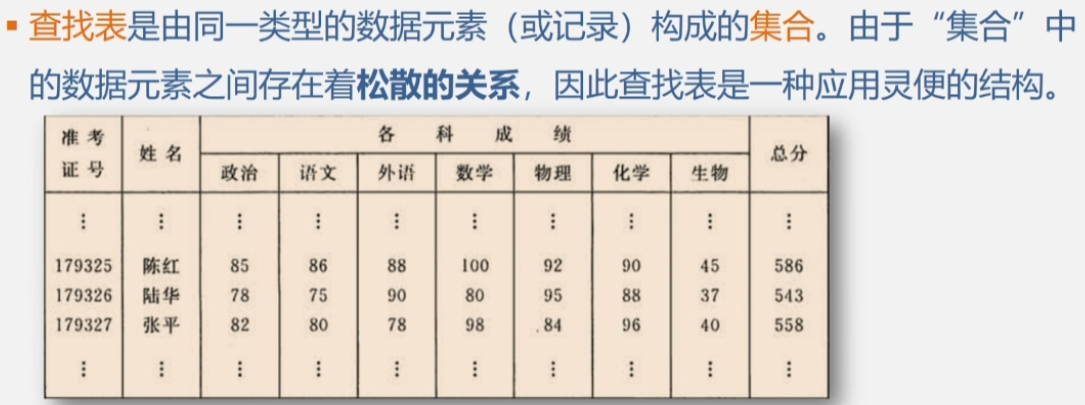 ▪ 查找表是由同一类型的数据元素（或记录）构成的集合。由于“集合”中
的数据元素之间存在着松散的关系，因此查找表是一种应用灵便的结构。
准考证号 姓名 各科成绩 总分
政治 语文 外语 数学 物理 化学 生物
⋮ ⋮ ⋮ ⋮ ⋮ ⋮ ⋮ ⋮ ⋮ ⋮
179325 陈红 85 86 88 100 92 90 45 586
179326 陆华 78 75 90 80 95 88 37 543
179327 张平 82 80 78 98 84 96 40 558
⋮ ⋮ ⋮ ⋮ ⋮ ⋮ ⋮ ⋮ ⋮ ⋮